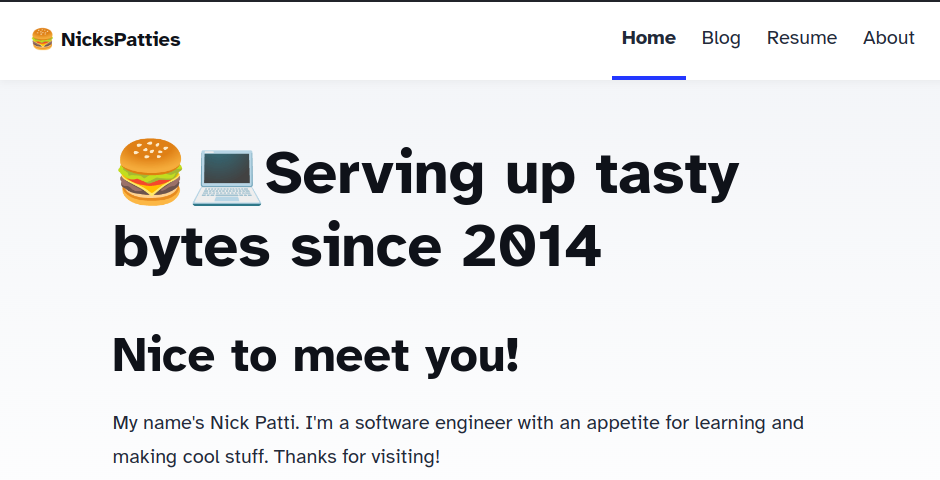 🍔 NicksPatties
Home Blog Resume About
🍔💻Serving up tasty
bytes since 2014
Nice to meet you!
My name's Nick Patti. I'm a software engineer with an appetite for learning and
making cool stuff. Thanks for visiting!